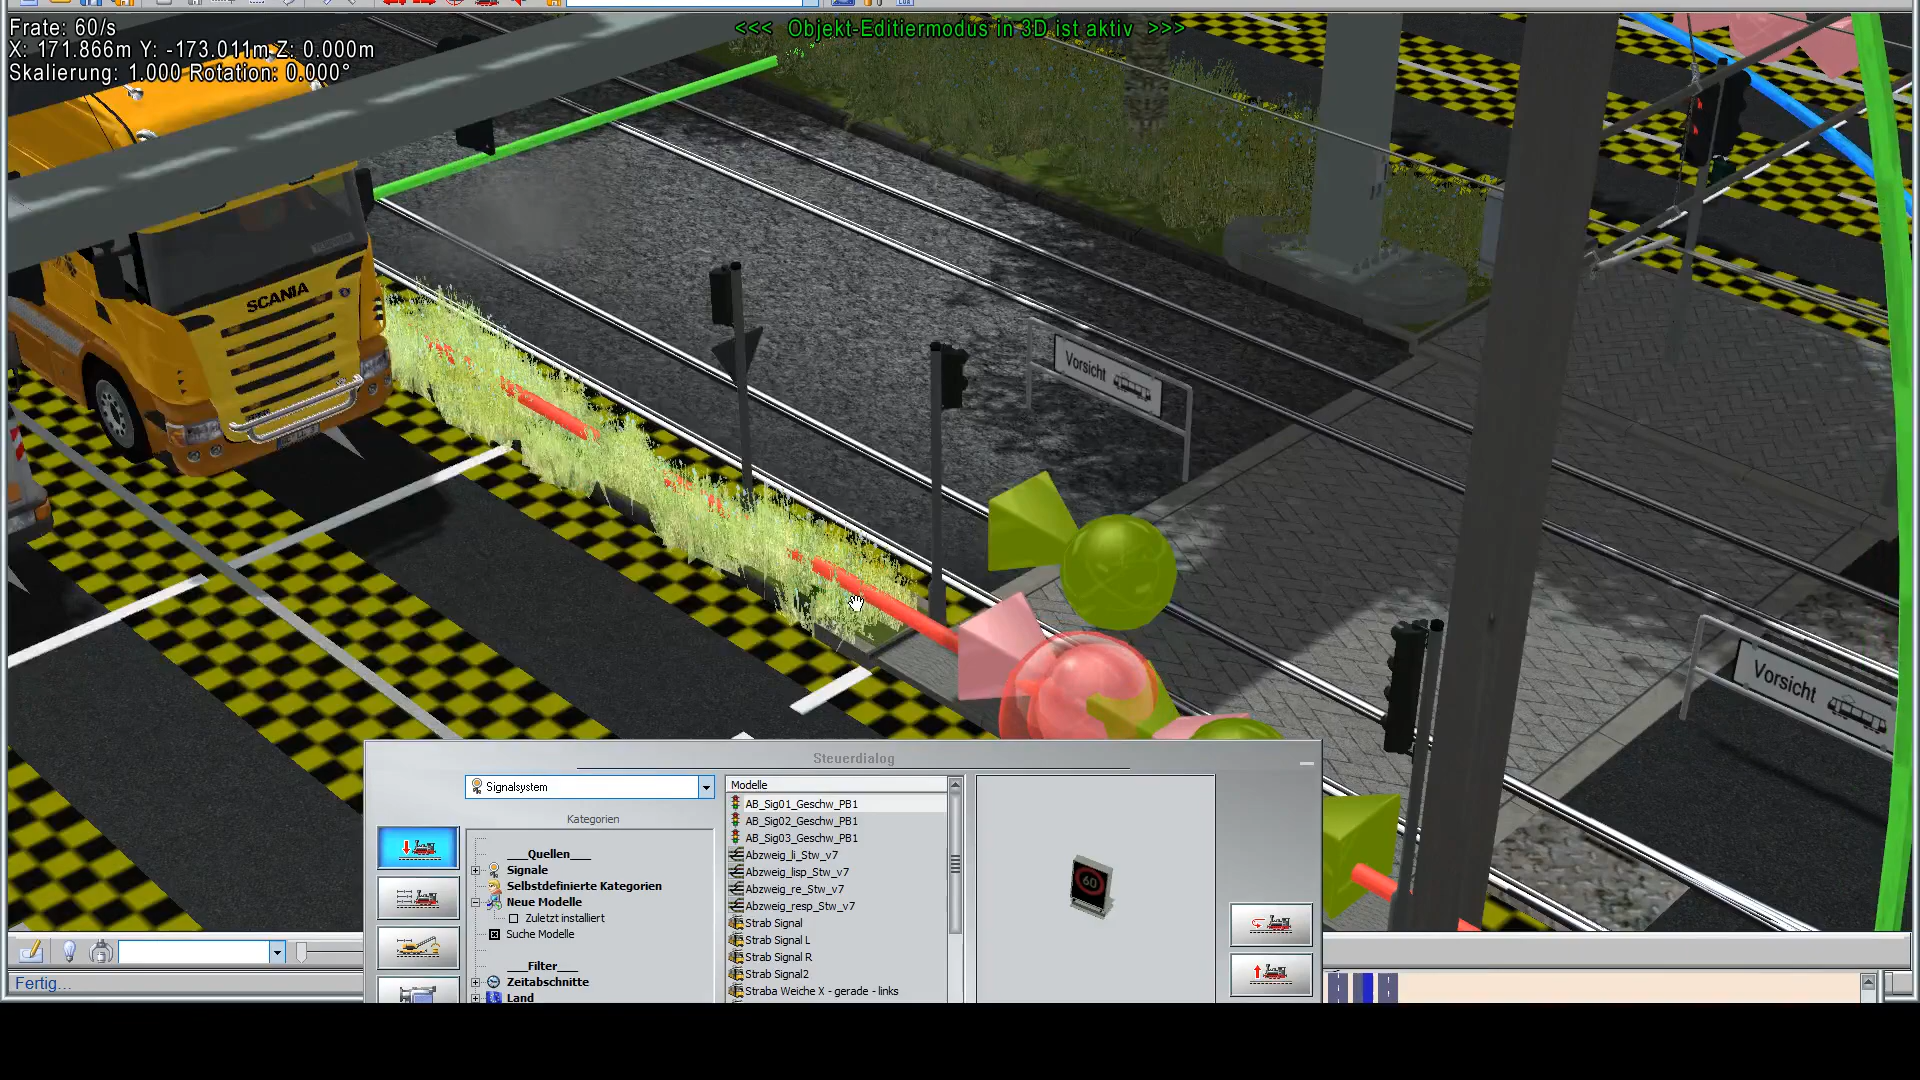 Frate: 60/s
X: 171.866m Y: -173.011m Z: 0.000m
Skalierung: 1.000 Rotation: 0.000°
<<< Objekt-Editiermodus in 3D ist aktiv >>>
SCANIA
Vorsicht
Vorsicht
Steuerdialog
Signalsystem
Kategorien
___Quellen___
Signale
Selbstdefinierte Kategorien
Neue Modelle
Zuletzt installiert
Suche Modelle
___Filter___
Zeitabschnitte
Land
Modelle
AB_Sig01_Geschw_PB1
AB_Sig02_Geschw_PB1
AB_Sig03_Geschw_PB1
Abzweig_li_Stw_v7
Abzweig_lisp_Stw_v7
Abzweig_re_Stw_v7
Abzweig_resp_Stw_v7
Strab Signal
Strab Signal L
Strab Signal R
Strab Signal2
Straba Weiche X - gerade - links
60
Fertig...